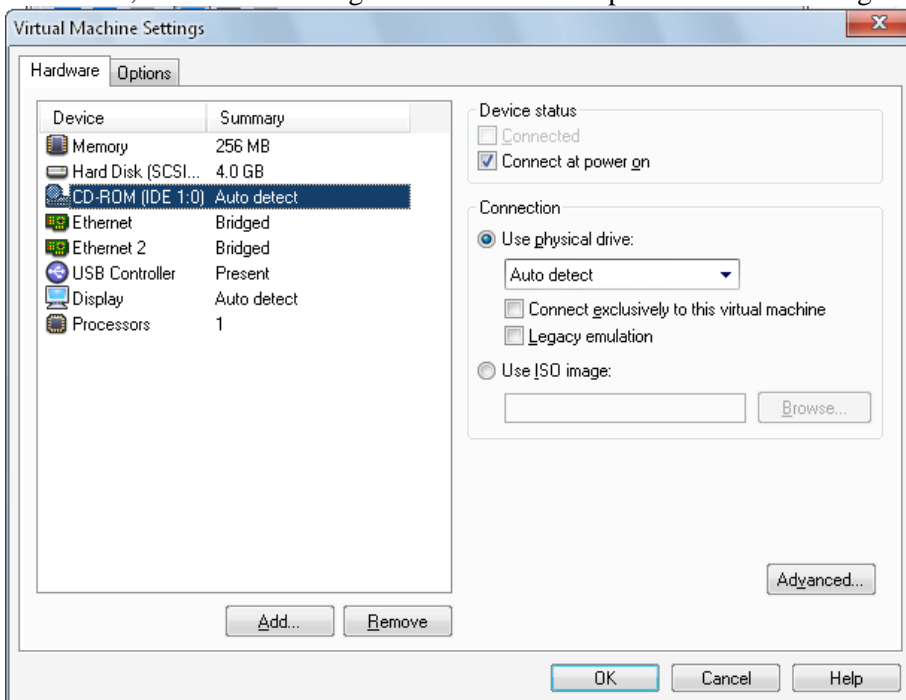 Virtual Machine Settings
Hardware Options
Device Summary
Memory 256 MB
Hard Disk (SCSI... 4.0 GB
CD-ROM (IDE 1:0) Auto detect
Ethernet Bridged
Ethernet 2 Bridged
USB Controller Present
Display Auto detect
Processors 1
Add... Remove
Device status
Connected
Connect at power on
Connection
Use physical drive:
Auto detect
Connect exclusively to this virtual machine
Legacy emulation
Use ISO image:
Browse...
Advanced...
OK Cancel Help